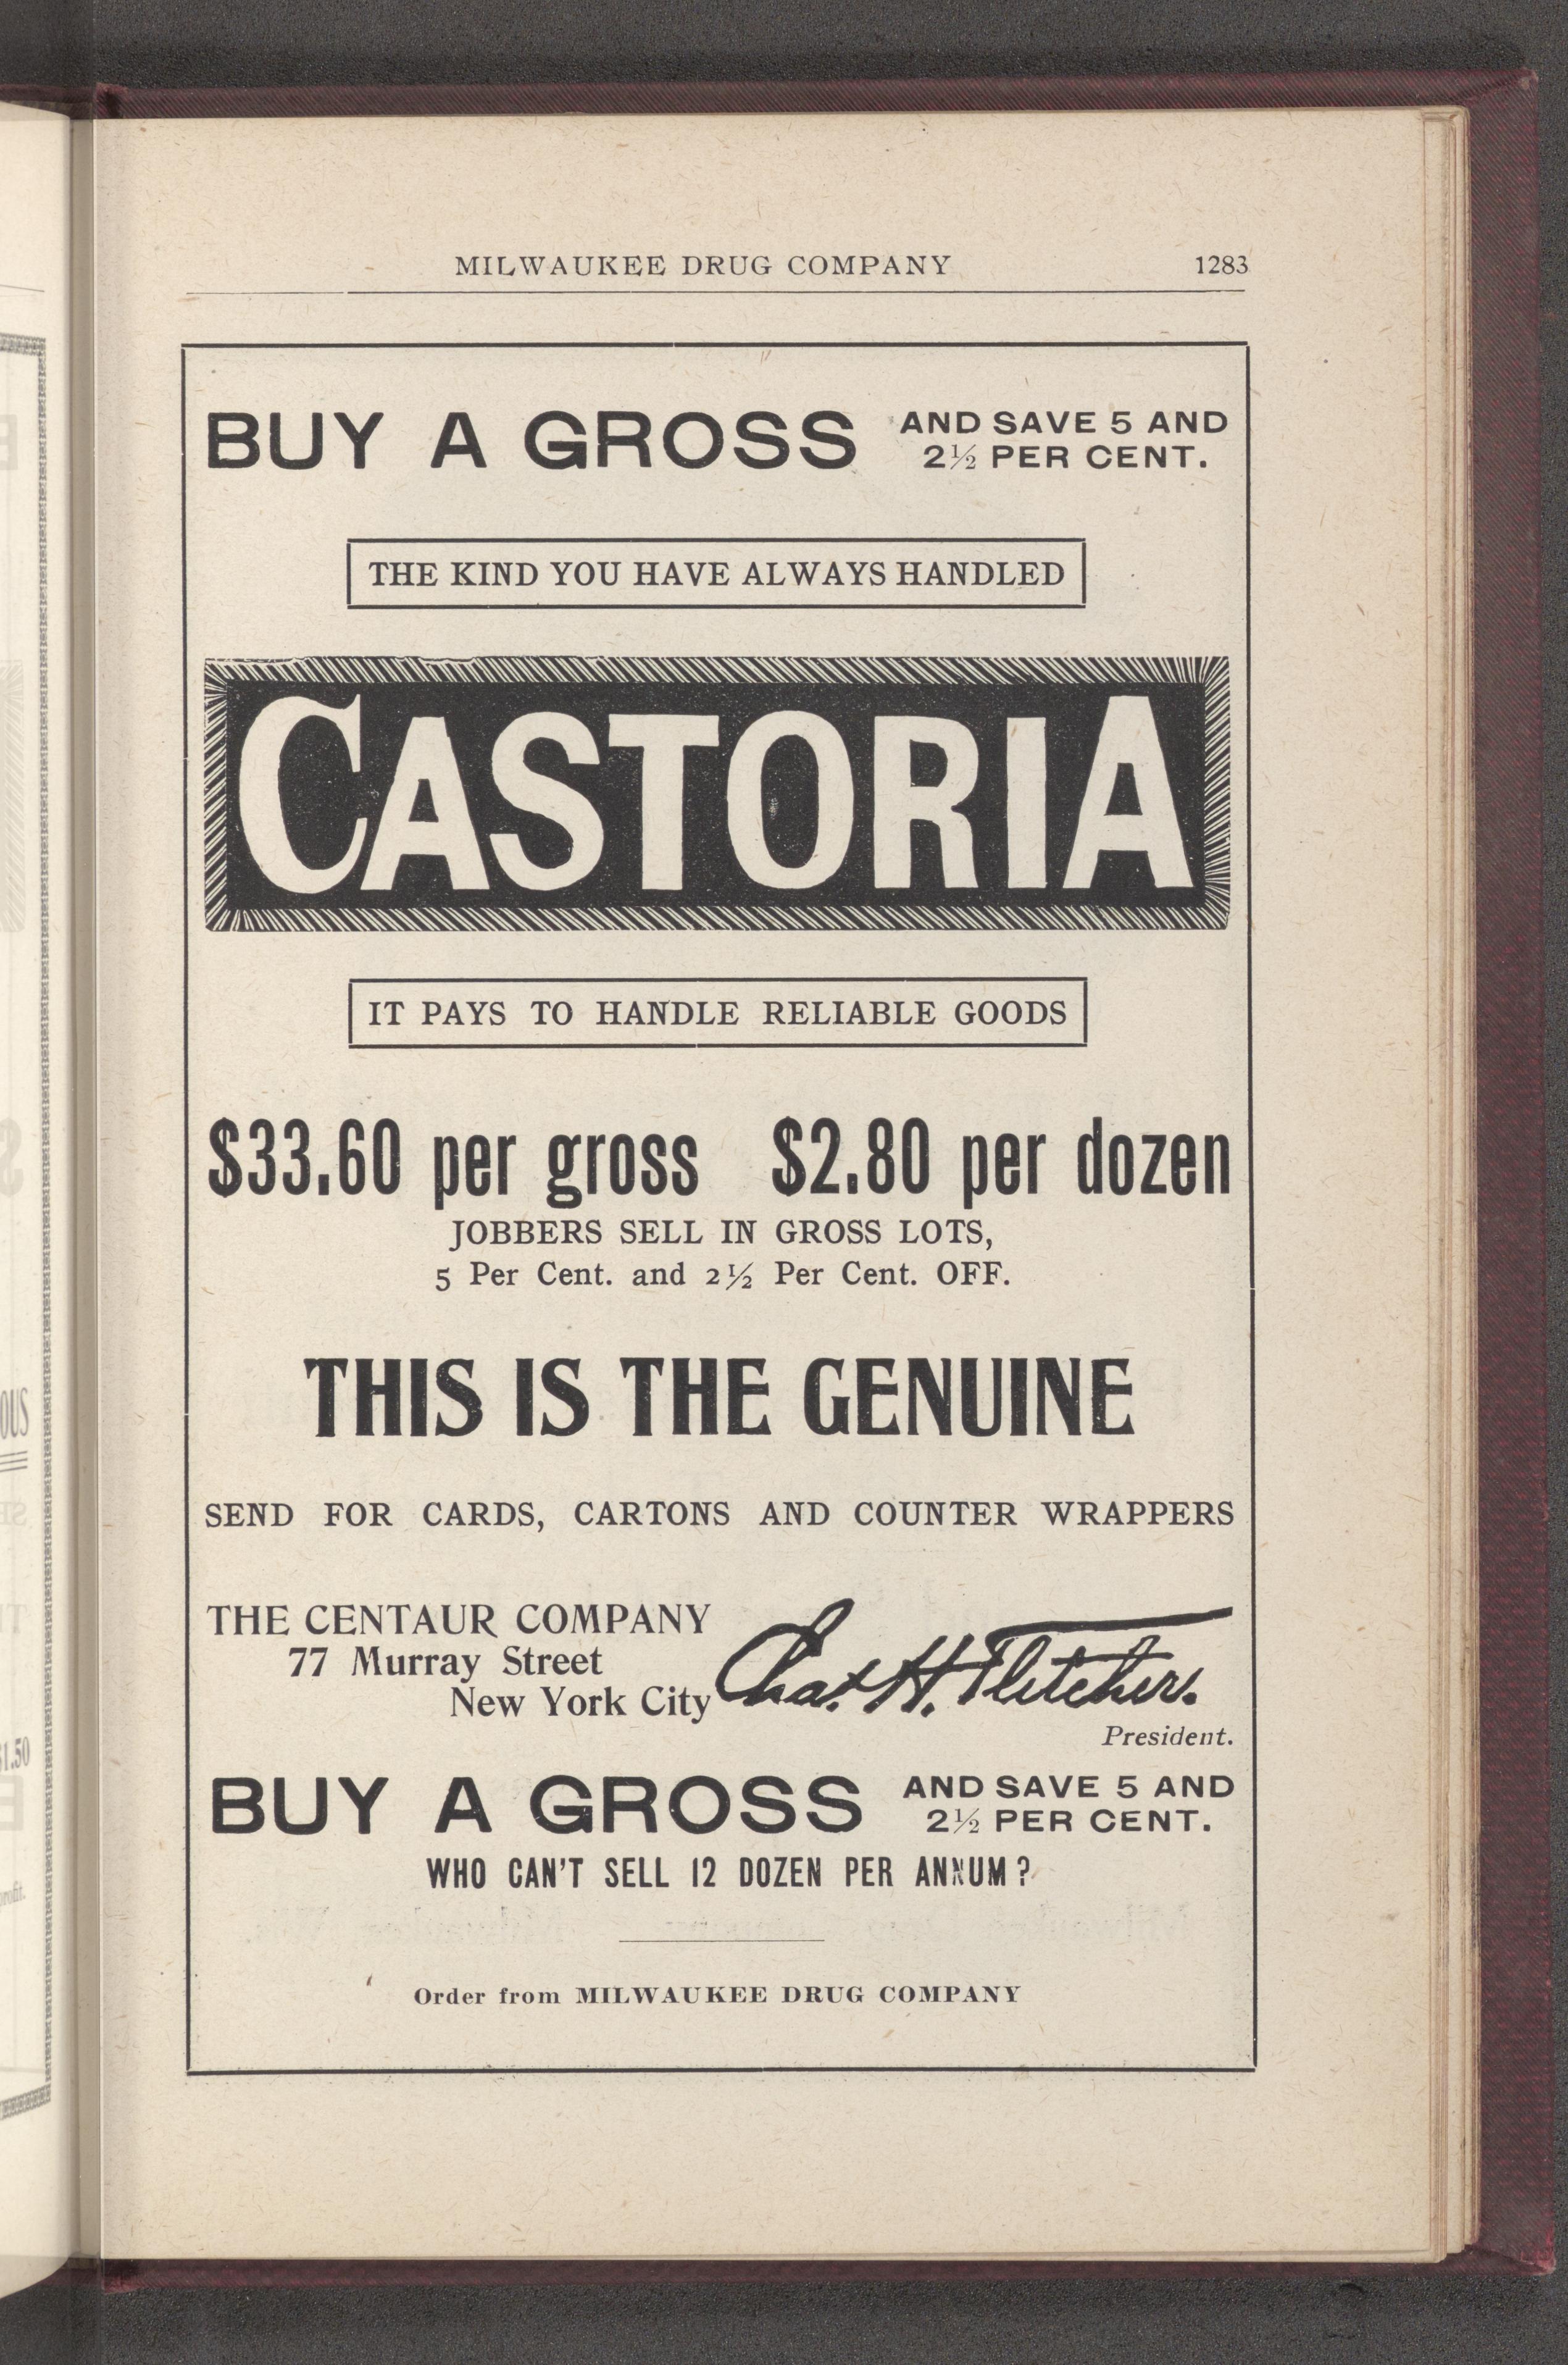 MILWAUKEE DRUG COMPANY 1283
BUY A GROSS AND SAVE 5 AND
2½ PER CENT.
THE KIND YOU HAVE ALWAYS HANDLED
CASTORIA
IT PAYS TO HANDLE RELIABLE GOODS
$33.60 per gross $2.80 per dozen
JOBBERS SELL IN GROSS LOTS,
5 Per Cent. and 2½ Per Cent. OFF.
THIS IS THE GENUINE
SEND FOR CARDS, CARTONS AND COUNTER WRAPPERS
THE CENTAUR COMPANY
77 Murray Street
New York City
Chas. H. Fletcher.
President.
BUY A GROSS AND SAVE 5 AND
2½ PER CENT.
WHO CAN'T SELL 12 DOZEN PER ANNUM?
Order from MILWAUKEE DRUG COMPANY